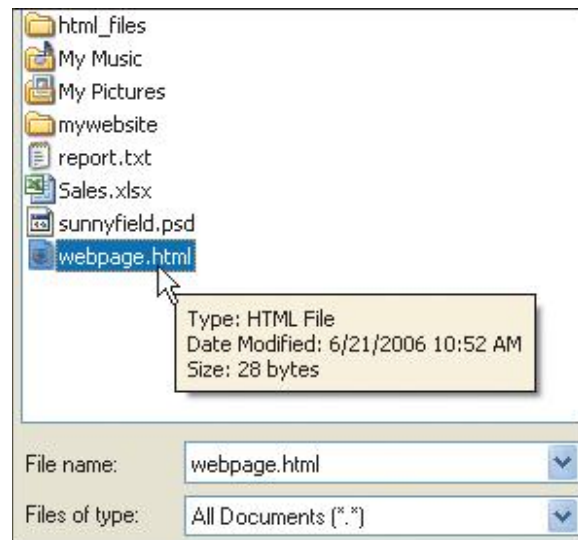 html_files
My Music
My Pictures
mywebsite
report.txt
Sales.xlsx
sunnyfield.psd
webpage.html
Type: HTML File
Date Modified: 6/21/2006 10:52 AM
Size: 28 bytes
File name: webpage.html
Files of type: All Documents (*.*)